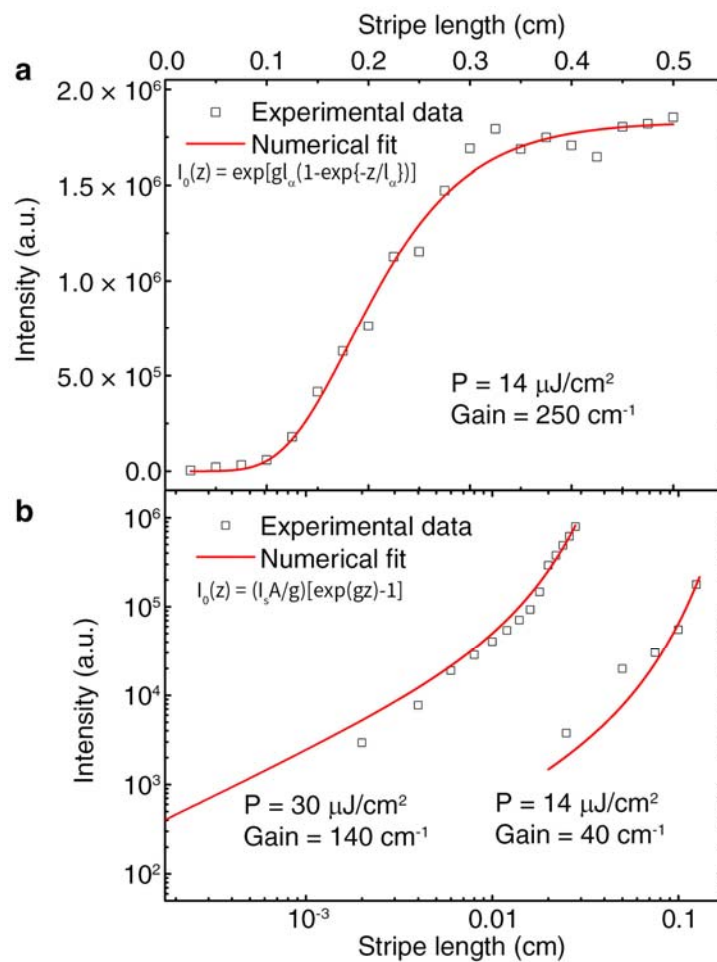 Stripe length (cm)
0.0 0.1 0.2 0.3 0.4 0.5
a
2.0 × 10⁶
1.5 × 10⁶
1.0 × 10⁶
5.0 × 10⁵
0.0
Intensity (a.u.)
Experimental data
Numerical fit
I₀(z) = exp[glₐ(1-exp{-z/lₐ})]
P = 14 μJ/cm²
Gain = 250 cm⁻¹
b
10⁶
10⁵
10⁴
10³
10²
Intensity (a.u.)
Experimental data
Numerical fit
I₀(z) = (IₛA/g)[exp(gz)-1]
P = 30 μJ/cm²
Gain = 140 cm⁻¹
P = 14 μJ/cm²
Gain = 40 cm⁻¹
10⁻³ 0.01 0.1
Stripe length (cm)